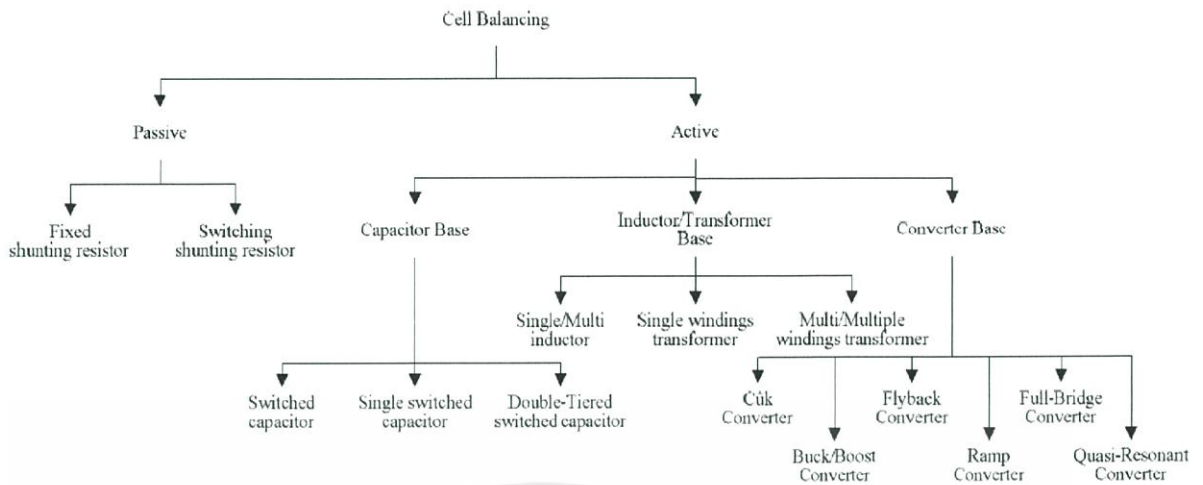 Cell Balancing
Passive
Active
Fixed
shunting resistor
Switching
shunting resistor
Capacitor Base
Inductor/Transformer
Base
Converter Base
Single/Multi
inductor
Single windings
transformer
Multi/Multiple
windings transformer
Switched
capacitor
Single switched
capacitor
Double-Tiered
switched capacitor
Cûk
Converter
Flyback
Converter
Full-Bridge
Converter
Buck/Boost
Converter
Ramp
Converter
Quasi-Resonant
Converter